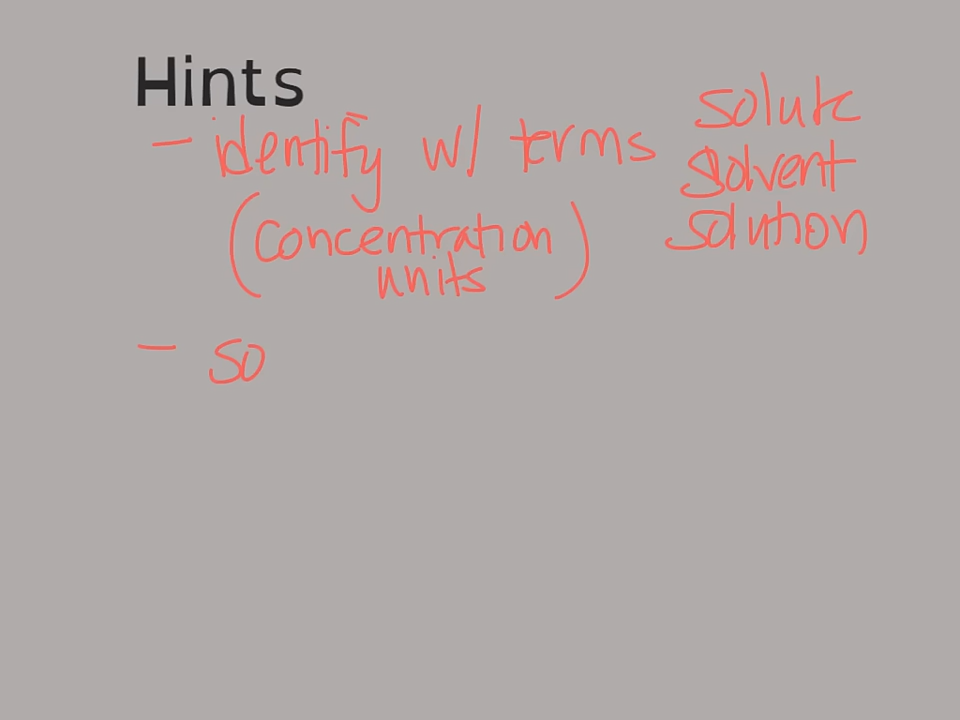 Hints
- identify w/ terms solute
solvent
(concentration solution
units)
- so